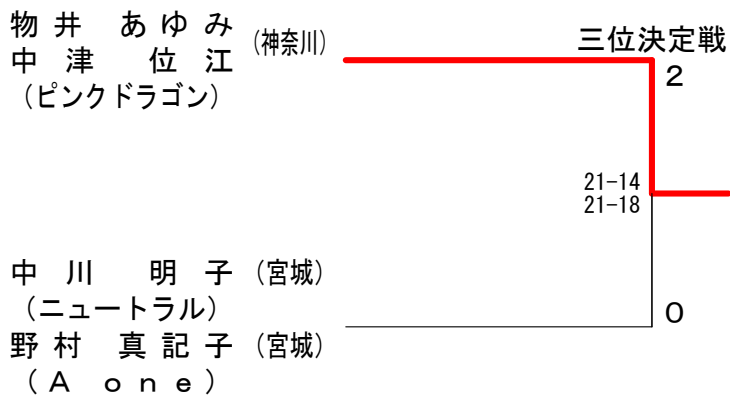 物井 あゆみ (神奈川)
中津 位江
(ピンクドラゴン)
三位決定戦
2
21-14
21-18
中川 明子 (宮城)
(ニュートラル)
野村 真記子 (宮城)
(Ａ ｏｎｅ)
0